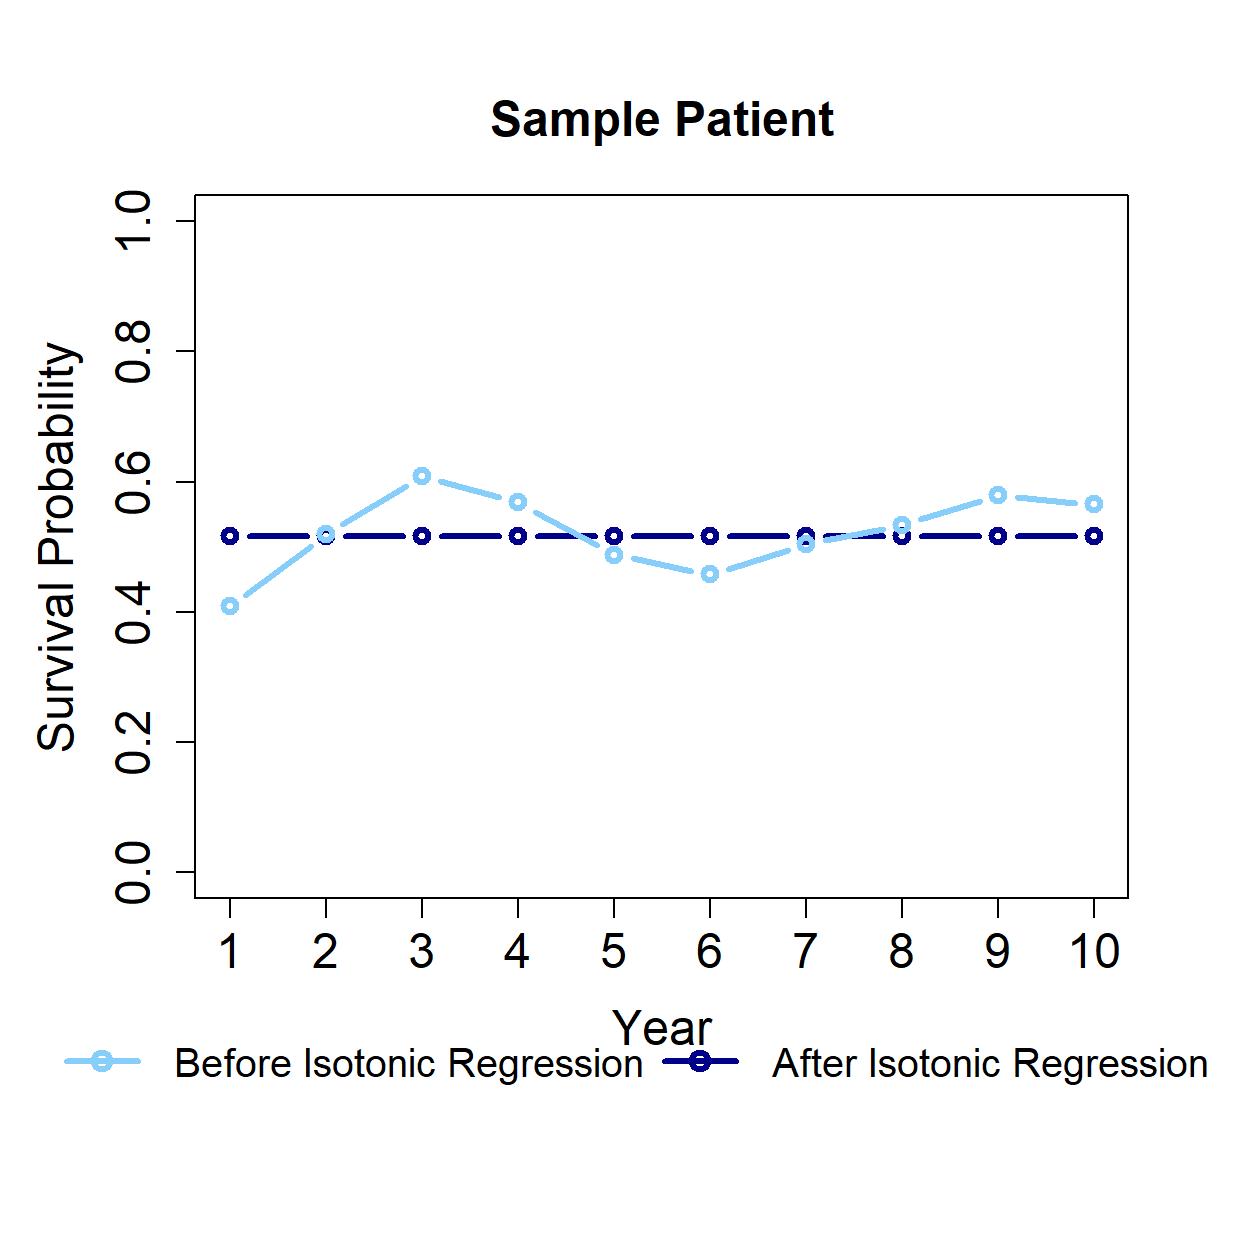 Sample Patient
Survival Probability
1.0
0.8
0.6
0.4
0.2
0.0
1 2 3 4 5 6 7 8 9 10
Year
Before Isotonic Regression After Isotonic Regression